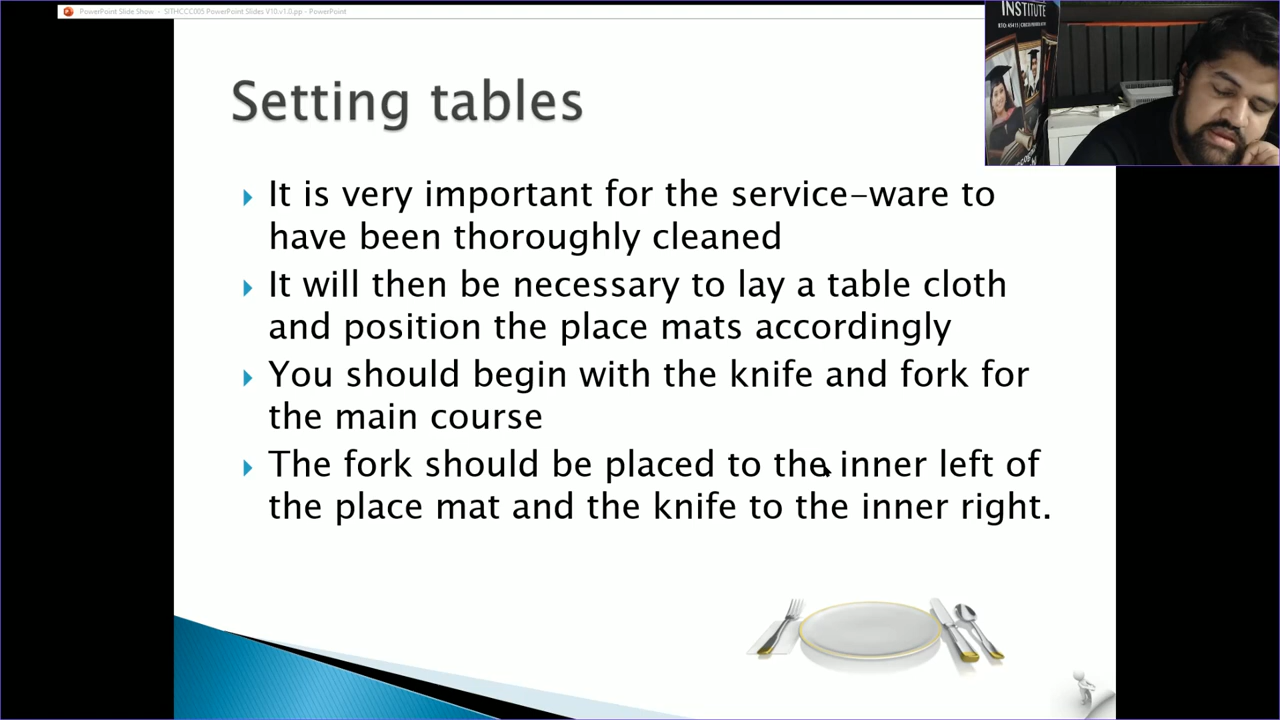 PowerPoint Slide Show - SITHCCC005 PowerPoint Slides V10.v1.0.pp - PowerPoint
INSTITUTE
Setting tables
It is very important for the service-ware to
have been thoroughly cleaned
It will then be necessary to lay a table cloth
and position the place mats accordingly
You should begin with the knife and fork for
the main course
The fork should be placed to the inner left of
the place mat and the knife to the inner right.